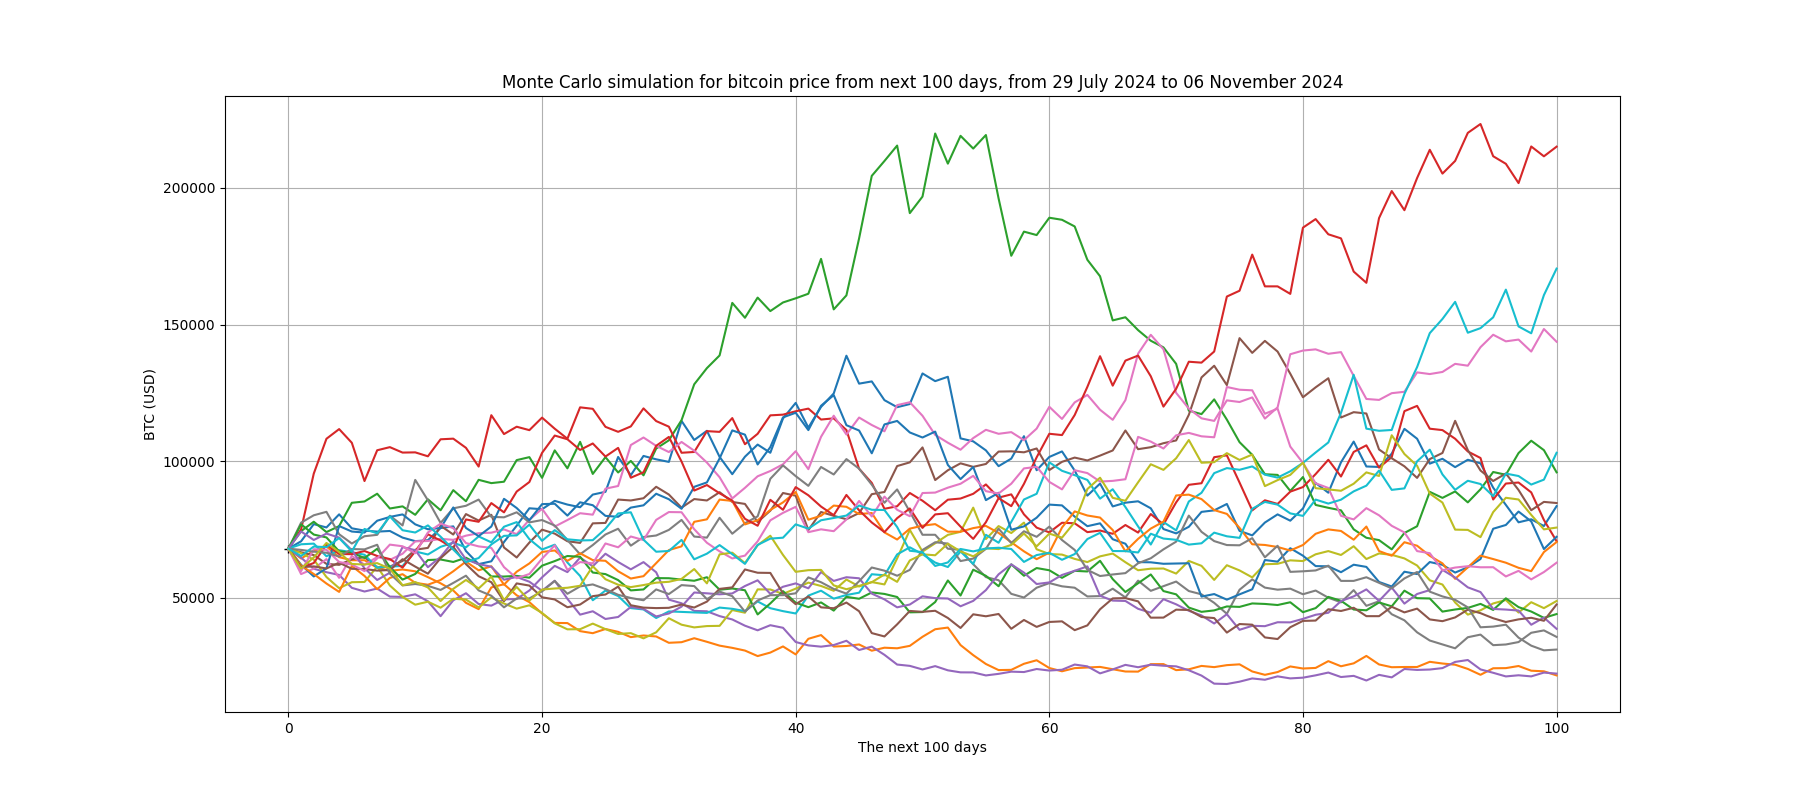 Monte Carlo simulation for bitcoin price from next 100 days, from 29 July 2024 to 06 November 2024
200000
150000
100000
50000
BTC (USD)
0 20 40 60 80 100
The next 100 days